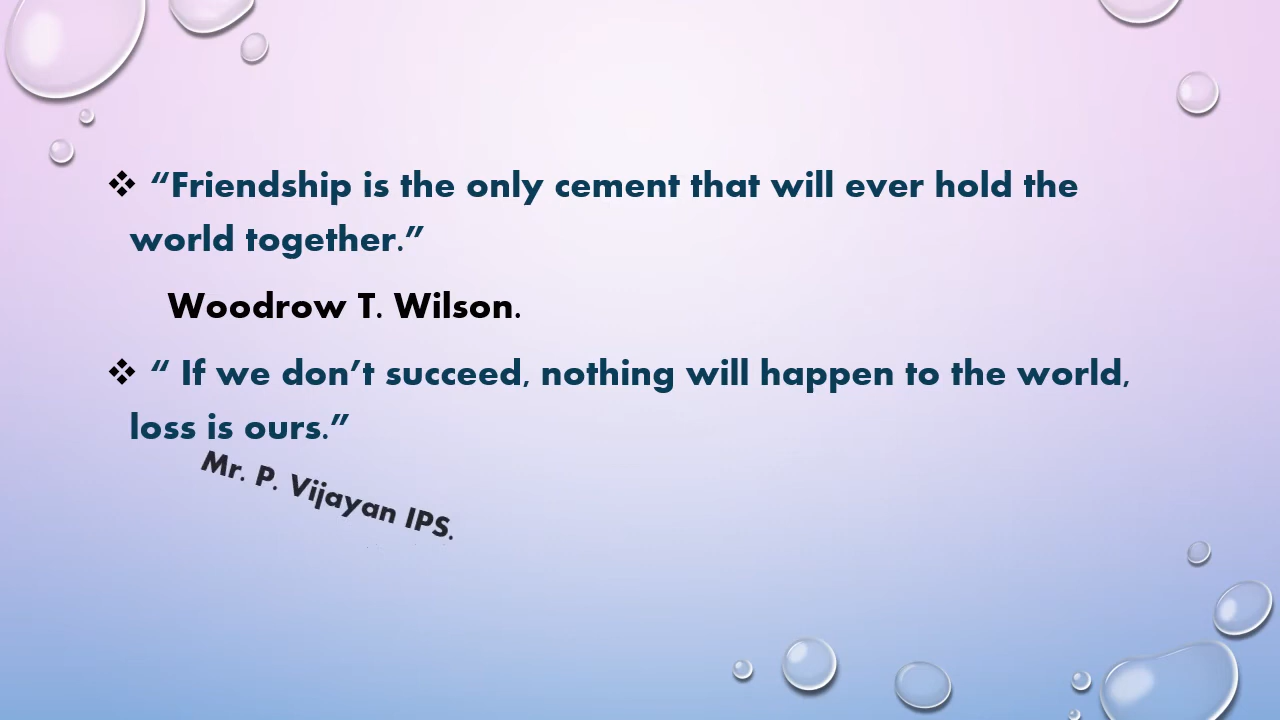 ❖ “Friendship is the only cement that will ever hold the
world together.”
Woodrow T. Wilson.
❖ “ If we don’t succeed, nothing will happen to the world,
loss is ours.”
Mr. P. Vijayan IPS.